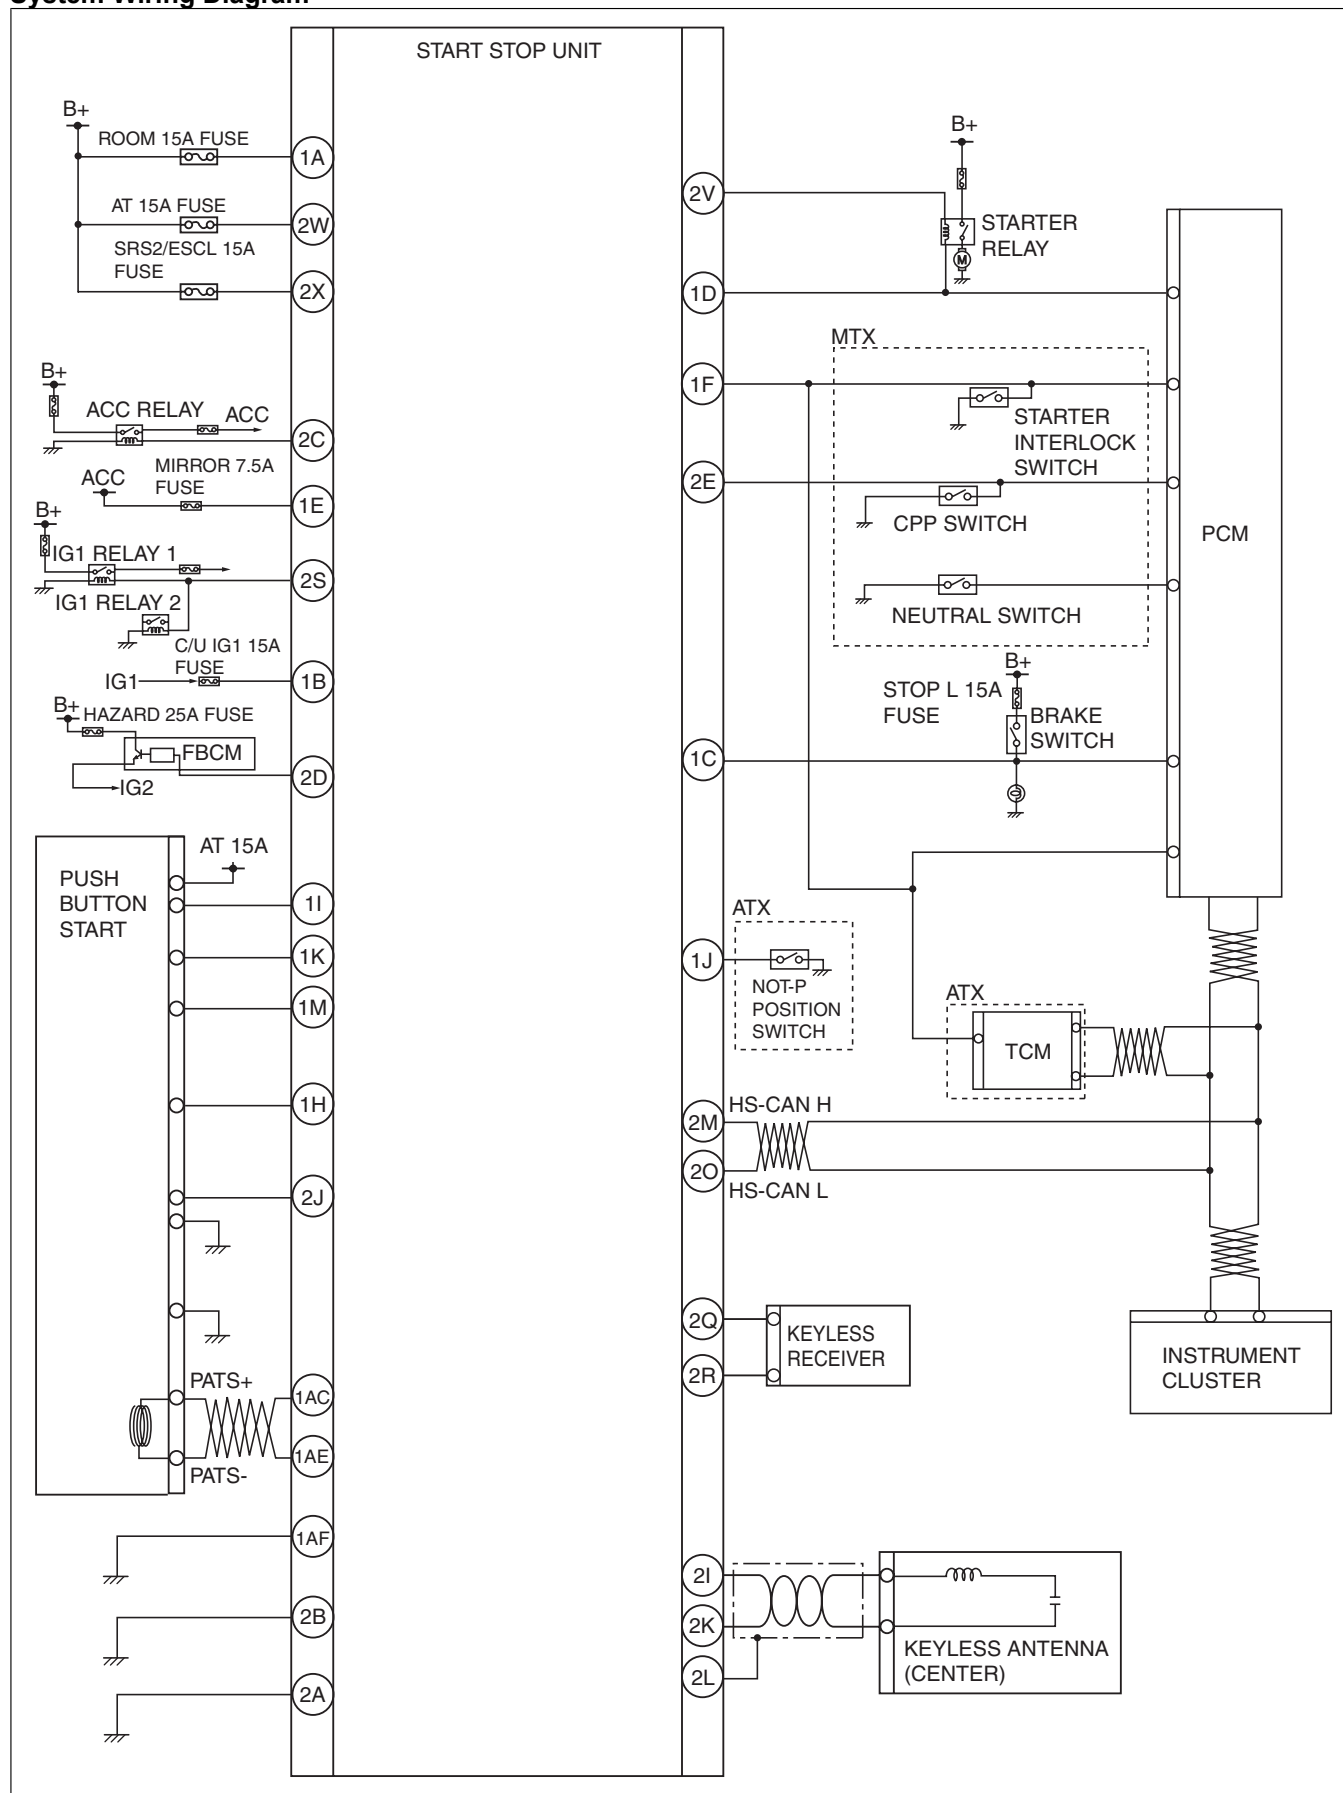 System Wiring Diagram
START STOP UNIT
B+
ROOM 15A FUSE
1A
AT 15A FUSE
2W
SRS2/ESCL 15A
FUSE
2X
B+
ACC RELAY
ACC
2C
ACC
MIRROR 7.5A
FUSE
1E
B+
IG1 RELAY 1
2S
IG1 RELAY 2
C/U IG1 15A
FUSE
IG1
1B
B+
HAZARD 25A FUSE
FBCM
2D
IG2
PUSH
BUTTON
START
AT 15A
1I
1K
1M
1H
2J
PATS+
1AC
1AE
PATS-
1AF
2B
2A
2V
B+
STARTER
RELAY
M
1D
MTX
1F
STARTER
INTERLOCK
SWITCH
2E
CPP SWITCH
NEUTRAL SWITCH
PCM
B+
STOP L 15A
FUSE
BRAKE
SWITCH
1C
ATX
1J
NOT-P
POSITION
SWITCH
ATX
TCM
2M
HS-CAN H
2O
HS-CAN L
2Q
KEYLESS
RECEIVER
2R
INSTRUMENT
CLUSTER
2I
2K
2L
KEYLESS ANTENNA
(CENTER)